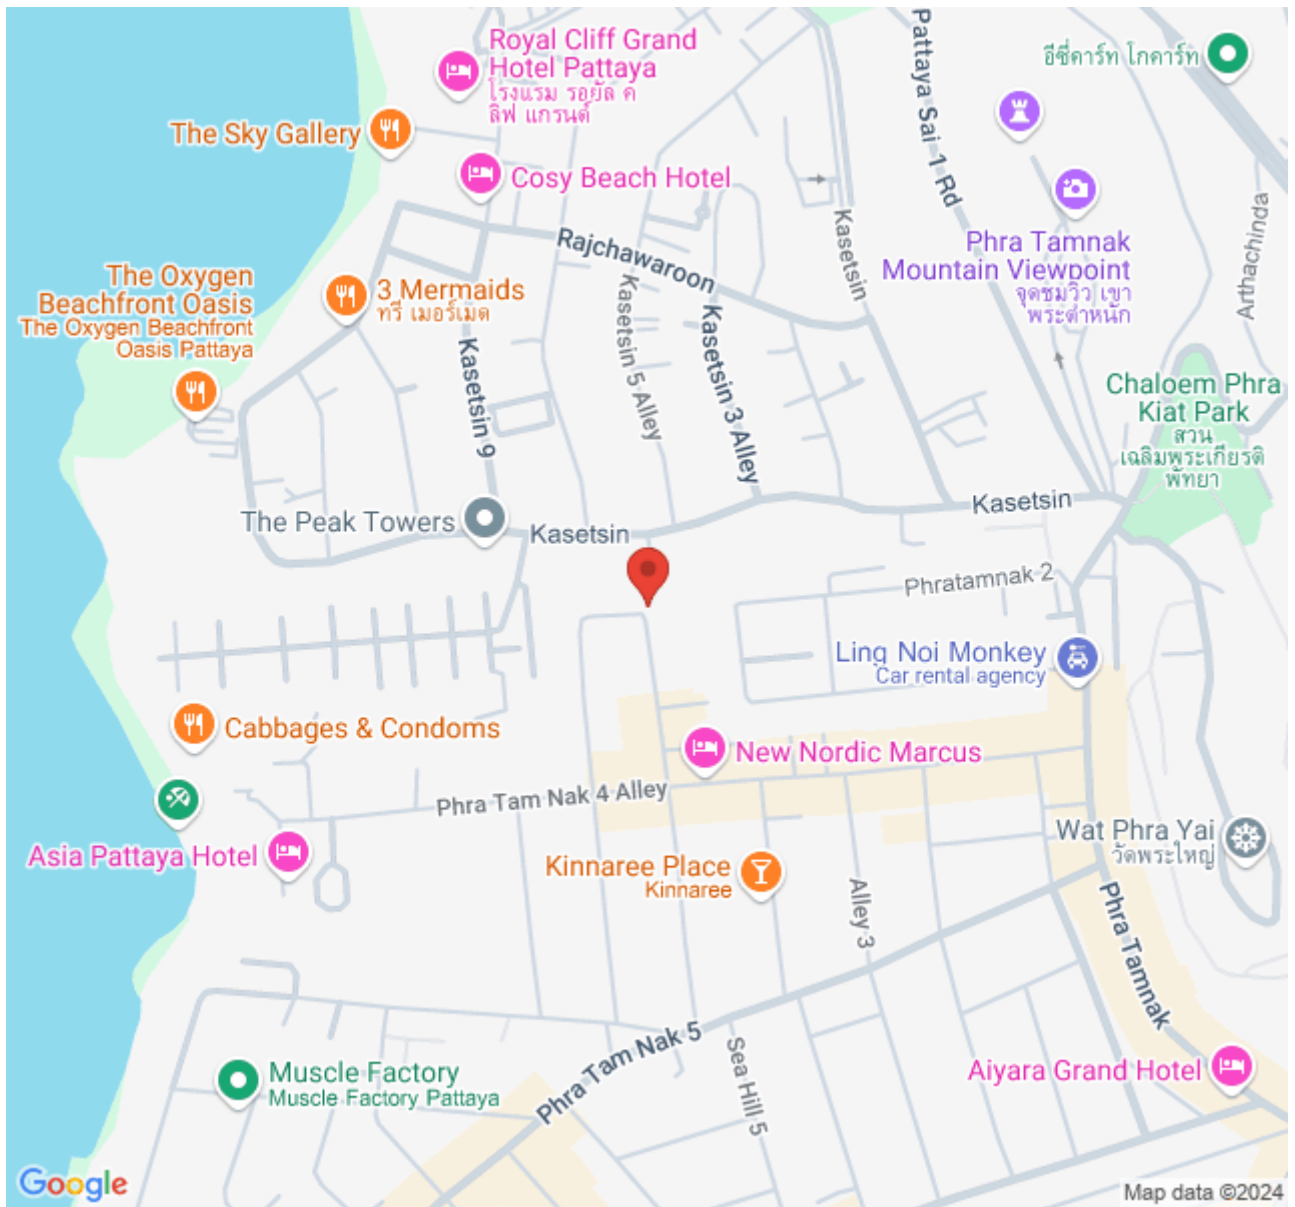 Royal Cliff Grand
Hotel Pattaya
โรงแรม รอยัล ค
ลิฟ แกรนด์
Pattaya Sai 1 Rd
อีซี่คาร์ท โกคาร์ท
The Sky Gallery
Cosy Beach Hotel
Rajchawaroon
Kasetsin
Arthachinda
Phra Tamnak
Mountain Viewpoint
จุดชมวิว เขา
พระตำหนัก
The Oxygen
Beachfront Oasis
The Oxygen Beachfront
Oasis Pattaya
3 Mermaids
ทรี เมอร์เมด
Kasetsin 9
Kasetsin 5 Alley
Kasetsin 3 Alley
Chaloem Phra
Kiat Park
สวน
เฉลิมพระเกียรติ
พัทยา
The Peak Towers
Kasetsin
Kasetsin
Phratamnak 2
Ling Noi Monkey
Car rental agency
Cabbages & Condoms
New Nordic Marcus
Phra Tam Nak 4 Alley
Asia Pattaya Hotel
Kinnaree Place
Kinnaree
Alley 3
Wat Phra Yai
วัดพระใหญ่
Phra Tamnak
Muscle Factory
Muscle Factory Pattaya
Phra Tam Nak 5
Sea Hill 5
Aiyara Grand Hotel
Google
Map data ©2024